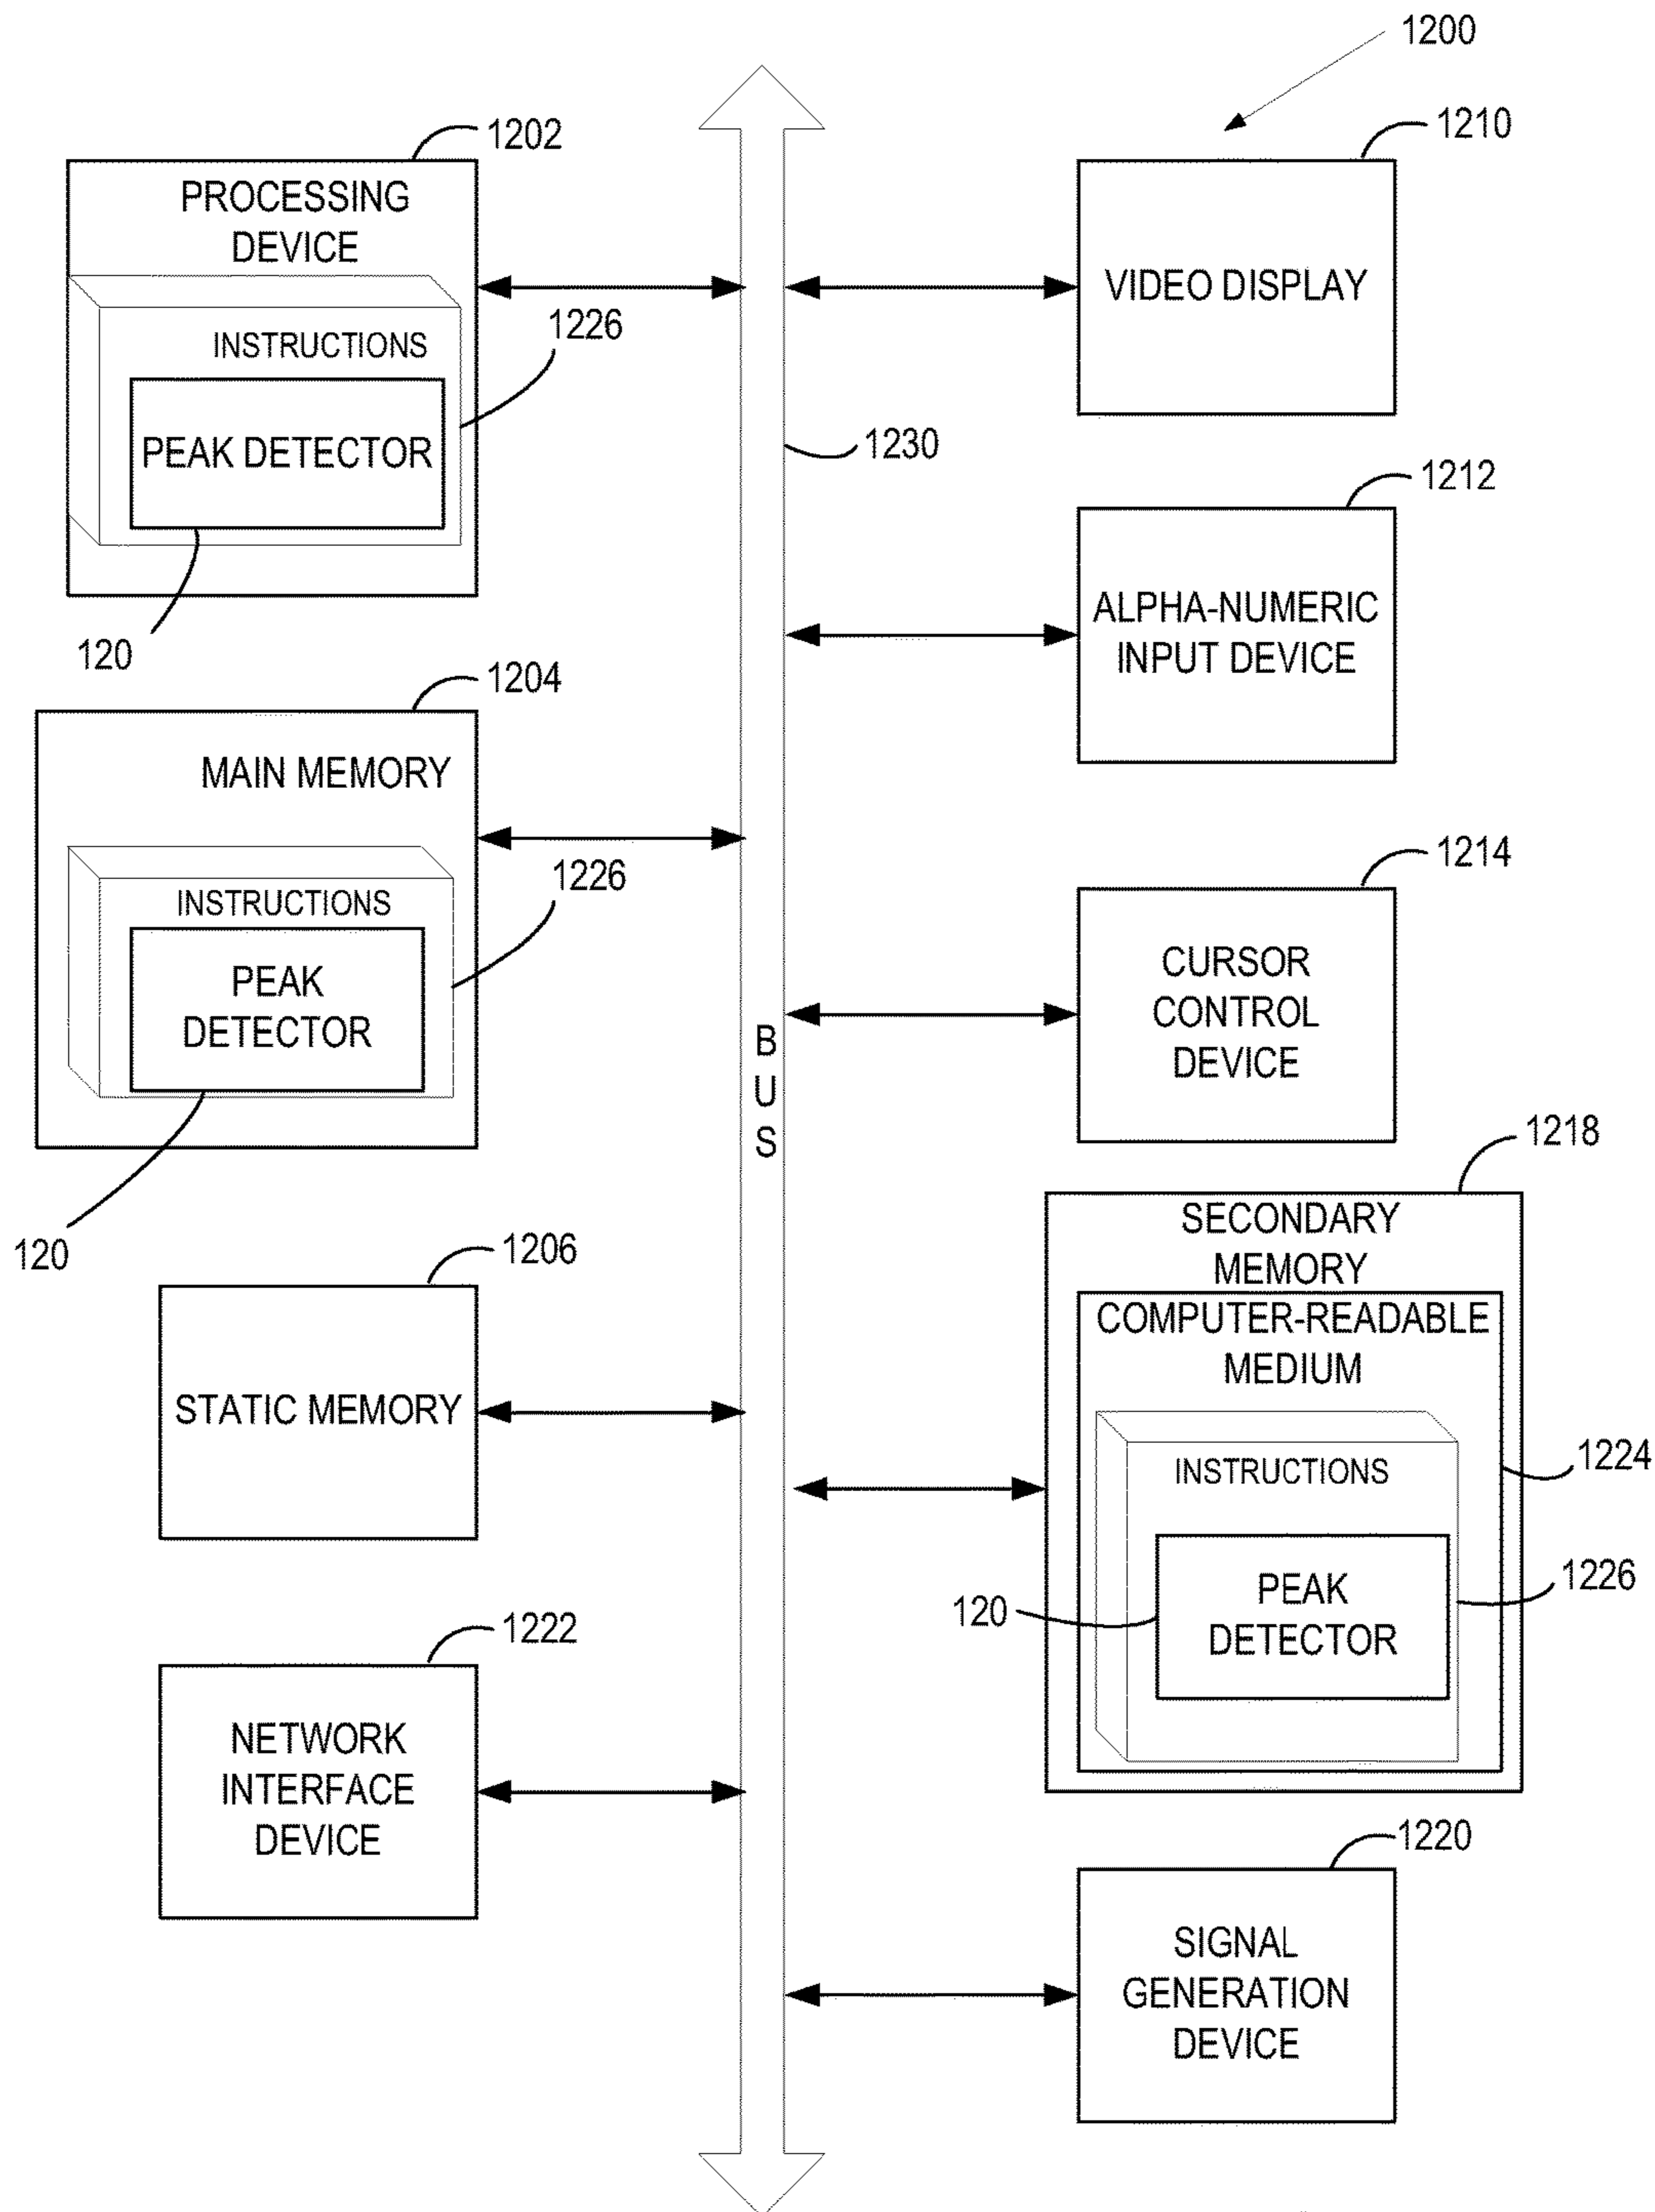 1200
1202
PROCESSING
DEVICE
INSTRUCTIONS
1226
PEAK DETECTOR
120
1204
MAIN MEMORY
INSTRUCTIONS
1226
PEAK
DETECTOR
120
1206
STATIC MEMORY
1222
NETWORK
INTERFACE
DEVICE
B
U
S
1230
1210
VIDEO DISPLAY
1212
ALPHA-NUMERIC
INPUT DEVICE
1214
CURSOR
CONTROL
DEVICE
1218
SECONDARY
MEMORY
COMPUTER-READABLE
MEDIUM
1224
INSTRUCTIONS
1226
PEAK
DETECTOR
120
1220
SIGNAL
GENERATION
DEVICE